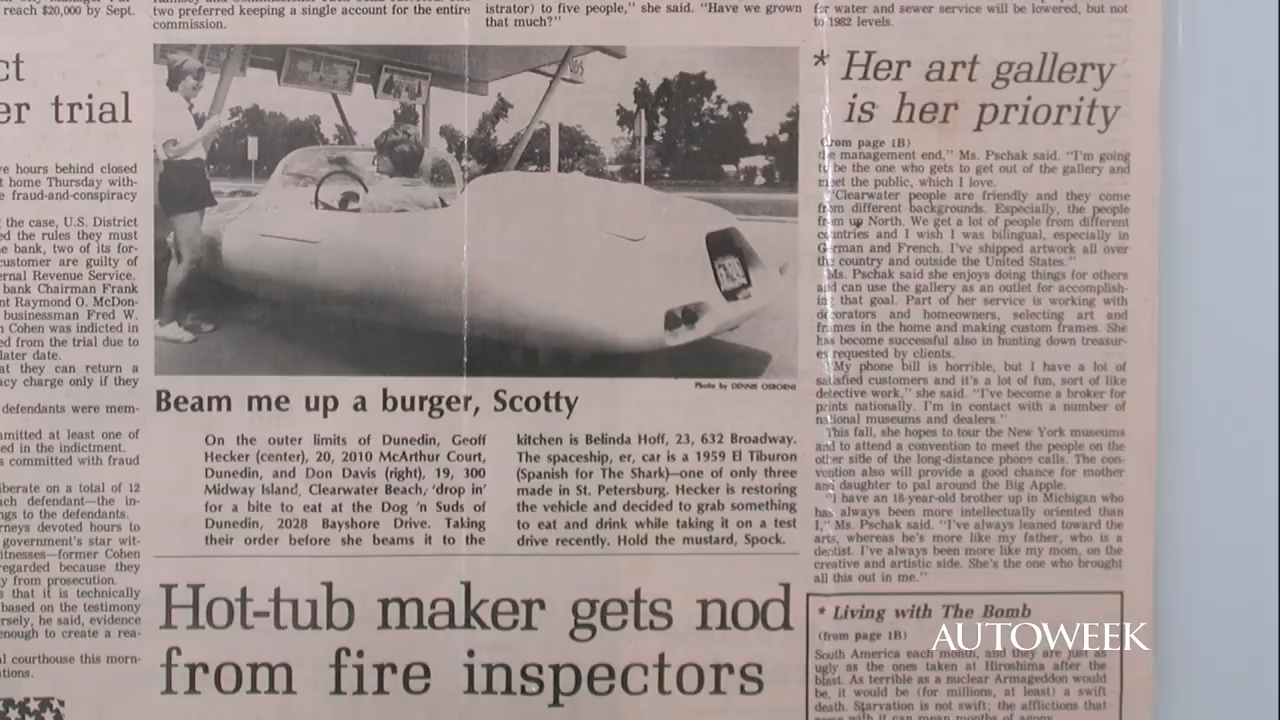 reach $20,000 by Sept.
ct
er trial
ve hours behind closed
t home Thursday with-
e fraud-and-conspiracy
g the case, U.S. District
ed the rules they must
e bank, two of its for-
customer are guilty of
ernal Revenue Service.
bank Chairman Frank
nt Raymond O. McDon-
businessman Fred W.
n Cohen was indicted in
ed from the trial due to
later date.
at they can return a
acy charge only if they
defendants were mem-
mmitted at least one of
ed in the indictment.
s committed with fraud
iberate on a total of 12
ach defendant—the in-
ngs to the defendants.
rneys devoted hours to
government's star wit-
itnesses—former Cohen
regarded because they
y from prosecution.
s that it is technically
based on the testimony
rsely, he said, evidence
enough to create a rea-
al courthouse this morn-
ations.
two preferred keeping a single account for the entire
commission.
istrator) to five people," she said. "Have we grown
that much?"
Photo by DENNIS OSBORNE
Beam me up a burger, Scotty
On the outer limits of Dunedin, Geoff
Hecker (center), 20, 2010 McArthur Court,
Dunedin, and Don Davis (right), 19, 300
Midway Island, Clearwater Beach, 'drop in'
for a bite to eat at the Dog 'n Suds of
Dunedin, 2028 Bayshore Drive. Taking
their order before she beams it to the
kitchen is Belinda Hoff, 23, 632 Broadway.
The spaceship, er, car is a 1959 El Tiburon
(Spanish for The Shark)—one of only three
made in St. Petersburg. Hecker is restoring
the vehicle and decided to grab something
to eat and drink while taking it on a test
drive recently. Hold the mustard, Spock.
Hot-tub maker gets nod
from fire inspectors
for water and sewer service will be lowered, but not
to 1982 levels.
* Her art gallery
is her priority
(from page 1B)
the management end," Ms. Pschak said. "I'm going
to be the one who gets to get out of the gallery and
meet the public, which I love.
"Clearwater people are friendly and they come
from different backgrounds. Especially, the people
from up North. We get a lot of people from different
countries and I wish I was bilingual, especially in
German and French. I've shipped artwork all over
the country and outside the United States."
Ms. Pschak said she enjoys doing things for others
and can use the gallery as an outlet for accomplish-
ing that goal. Part of her service is working with
decorators and homeowners, selecting art and
frames in the home and making custom frames. She
has become successful also in hunting down treasur-
es requested by clients.
"My phone bill is horrible, but I have a lot of
satisfied customers and it's a lot of fun, sort of like
detective work," she said. "I've become a broker for
prints nationally. I'm in contact with a number of
national museums and dealers."
This fall, she hopes to tour the New York museums
and to attend a convention to meet the people on the
other side of the long-distance phone calls. The con-
vention also will provide a good chance for mother
and daughter to pal around the Big Apple.
"I have an 18-year-old brother up in Michigan who
has always been more intellectually oriented than
I," Ms. Pschak said. "I've always leaned toward the
arts, whereas he's more like my father, who is a
dentist. I've always been more like my mom, on the
creative and artistic side. She's the one who brought
all this out in me."
* Living with The Bomb
(from page 1B)
South America each month, and they are just as
ugly as the ones taken at Hiroshima after the
blast. As terrible as a nuclear Armageddon would
be, it would be (for millions, at least) a swift
death. Starvation is not swift; the afflictions that
AUTOWEEK